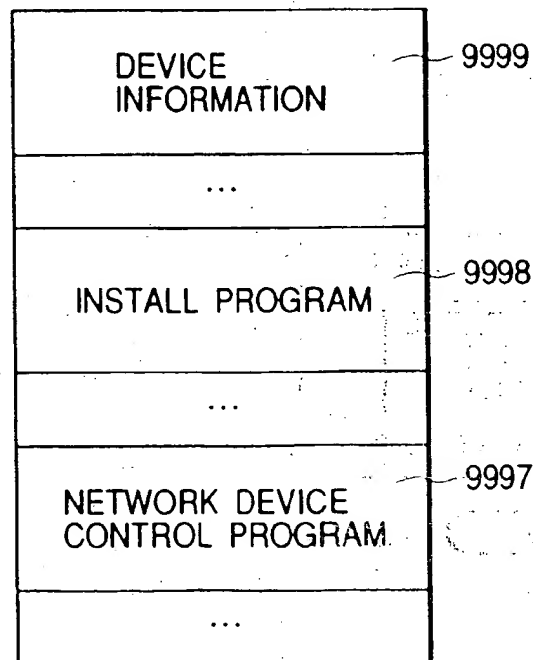 DEVICE
INFORMATION
9999
...
INSTALL PROGRAM
9998
...
NETWORK DEVICE
CONTROL PROGRAM
9997
...